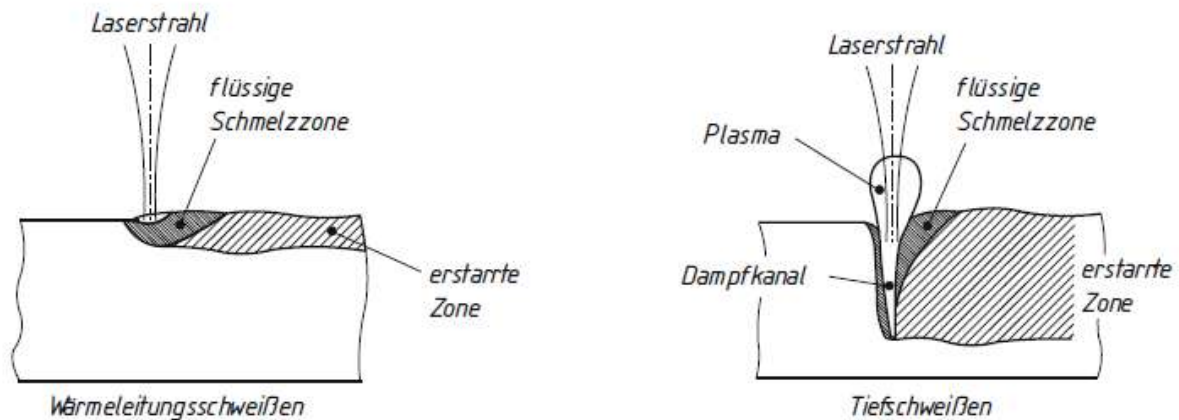 Laserstrahl
flüssige
Schmelzzone
erstarrte
Zone
Wärmeleitungsschweißen
Laserstrahl
flüssige
Schmelzzone
Plasma
Dampfkanal
erstarrte
Zone
Tiefschweißen